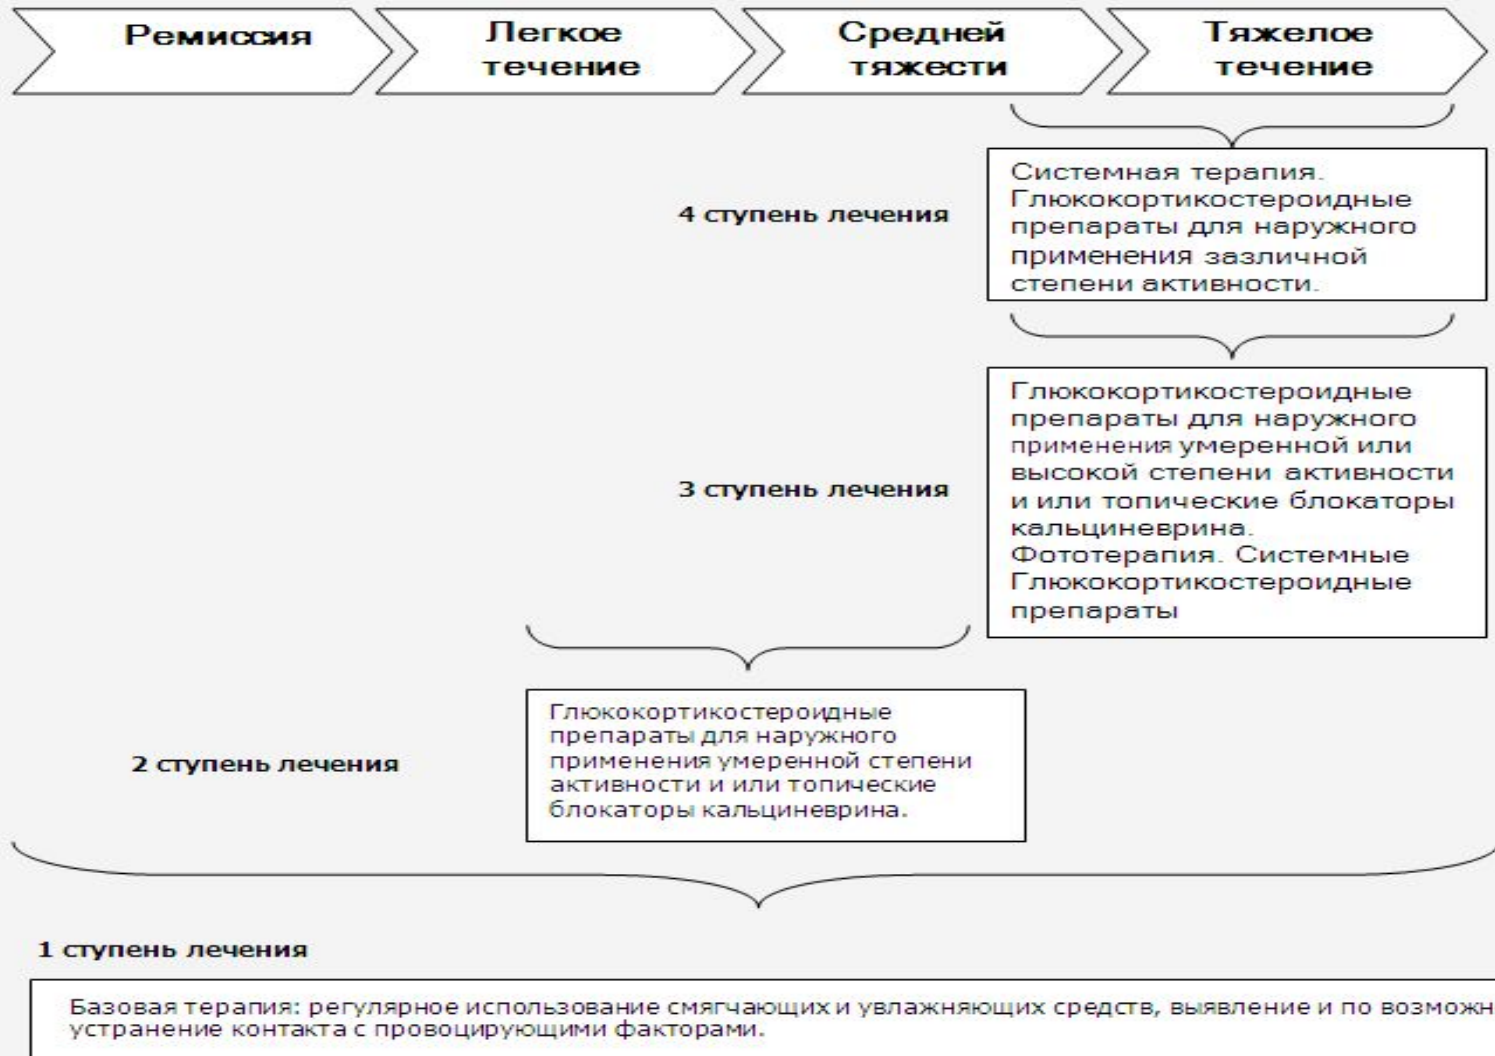 Ремиссия
Легкое
течение
Средней
тяжести
Тяжелое
течение
4 ступень лечения
Системная терапия.
Глюкокортикостероидные
препараты для наружного
применения зазличной
степени активности.
3 ступень лечения
Глюкокортикостероидные
препараты для наружного
применения умеренной или
высокой степени активности
и или топические блокаторы
кальциневрина.
Фототерапия. Системные
Глюкокортикостероидные
препараты
2 ступень лечения
Глюкокортикостероидные
препараты для наружного
применения умеренной степени
активности и или топические
блокаторы кальциневрина.
1 ступень лечения
Базовая терапия: регулярное использование смягчающих и увлажняющих средств, выявление и по возможн
устранение контакта с провоцирующими факторами.